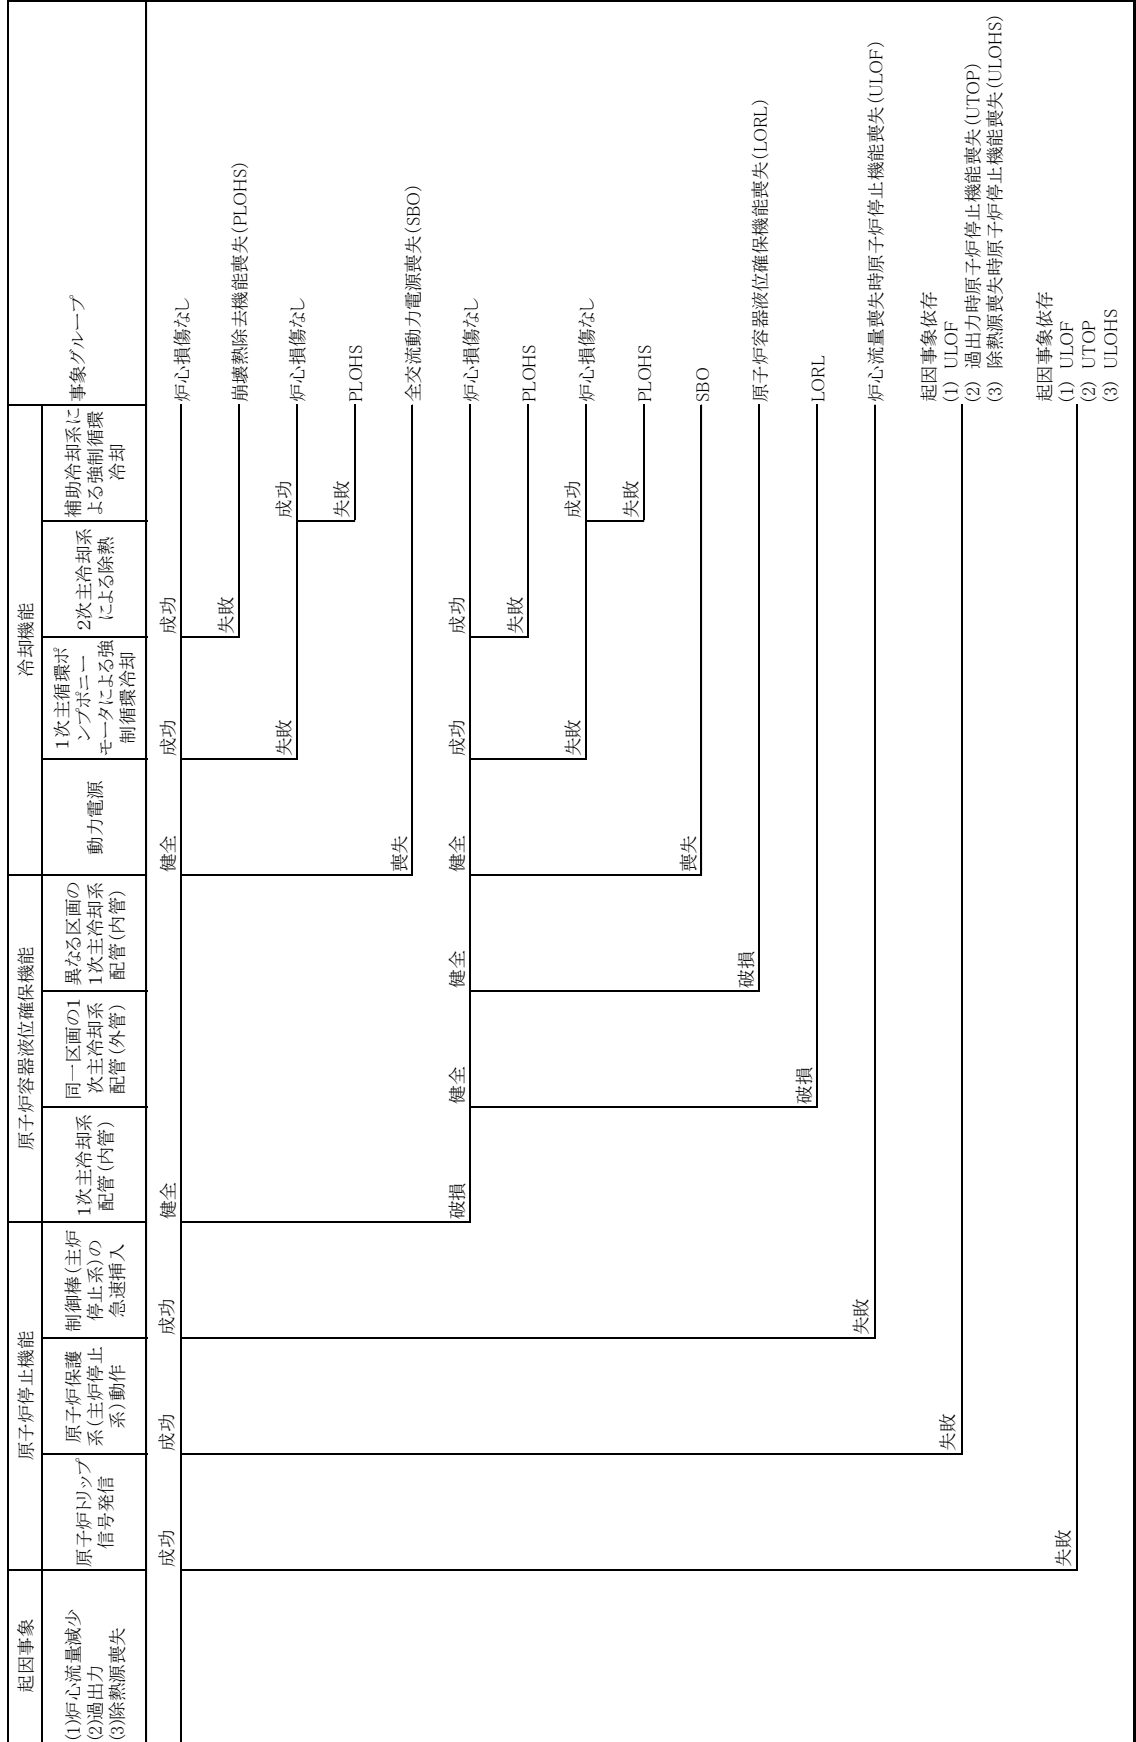 起因事象
原子炉停止機能
原子炉容器液位確保機能
冷却機能
事象グループ
(1)炉心流量減少
(2)過出力
(3)除熱源喪失
原子炉トリップ
信号発信
原子炉保護
系(主炉停止
系)動作
制御棒(主炉
停止系)の
急速挿入
1次主冷却系
配管(内管)
同一区画の1
次主冷却系
配管(外管)
異なる区画の
1次主冷却系
配管(内管)
動力電源
1次主循環ポ
ンプポニー
モータによる強
制循環冷却
2次主冷却系
による除熱
補助冷却系に
よる強制循環
冷却
成功
成功
成功
健全
健全
成功
成功
炉心損傷なし
失敗
崩壊熱除去機能喪失(PLOHS)
失敗
成功
炉心損傷なし
失敗
PLOHS
喪失
全交流動力電源喪失(SBO)
破損
健全
健全
健全
成功
成功
炉心損傷なし
失敗
PLOHS
失敗
成功
炉心損傷なし
失敗
PLOHS
喪失
SBO
破損
原子炉容器液位確保機能喪失(LORL)
破損
LORL
失敗
炉心流量喪失時原子炉停止機能喪失(ULOF)
失敗
起因事象依存
(1) ULOF
(2) 過出力時原子炉停止機能喪失(UTOP)
(3) 除熱源喪失時原子炉停止機能喪失(ULOHS)
失敗
起因事象依存
(1) ULOF
(2) UTOP
(3) ULOHS